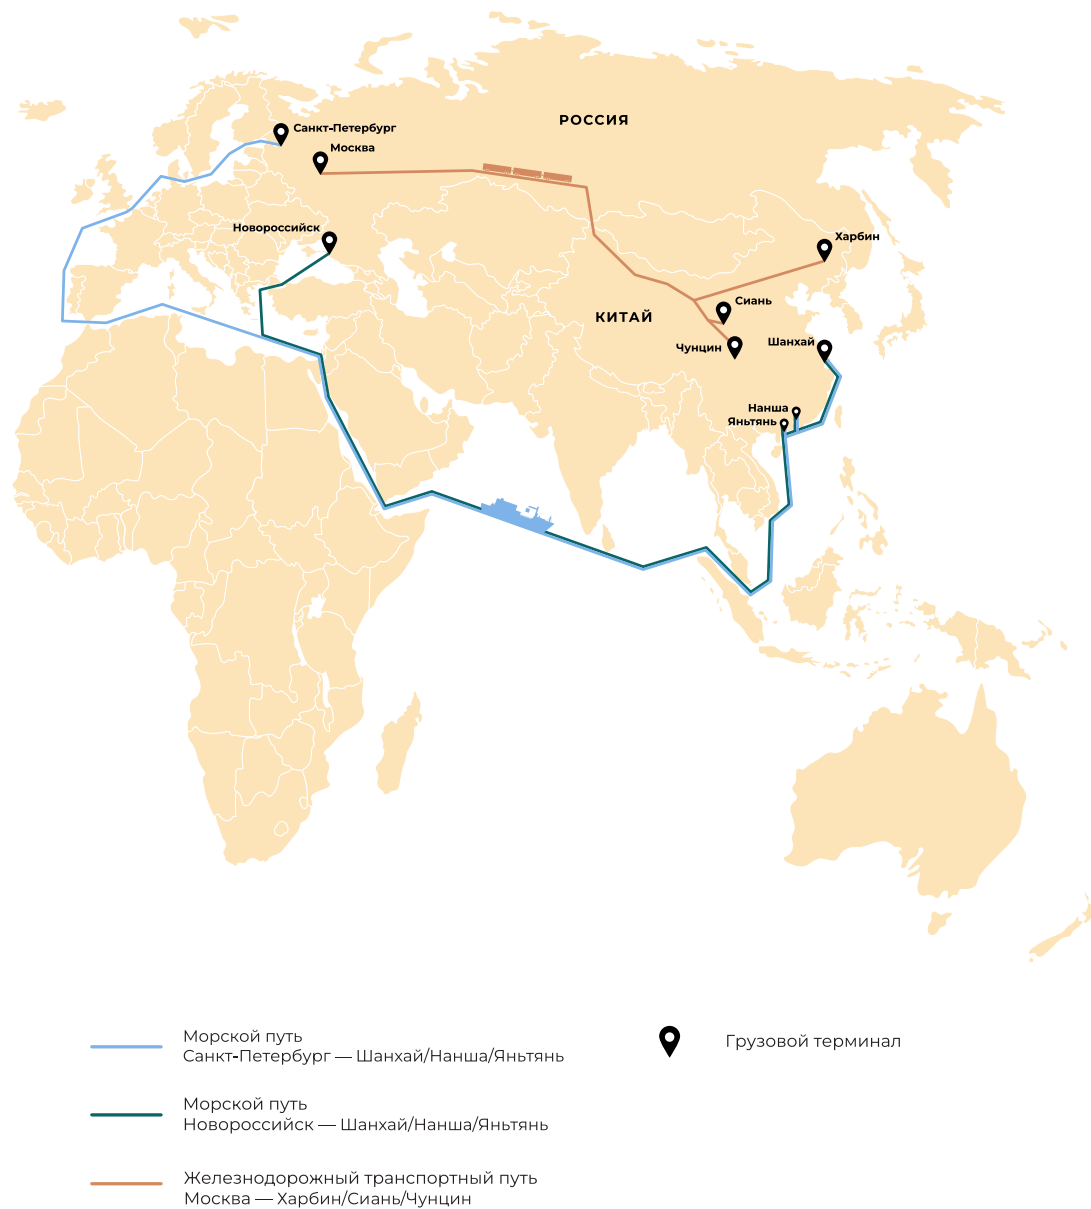 РОССИЯ
Санкт-Петербург
Москва
Новороссийск
Харбин
Сиань
КИТАЙ
Шанхай
Чунцин
Нанша
Яньтянь
Морской путь
Санкт-Петербург — Шанхай/Нанша/Яньтянь
Грузовой терминал
Морской путь
Новороссийск — Шанхай/Нанша/Яньтянь
Железнодорожный транспортный путь
Москва — Харбин/Сиань/Чунцин